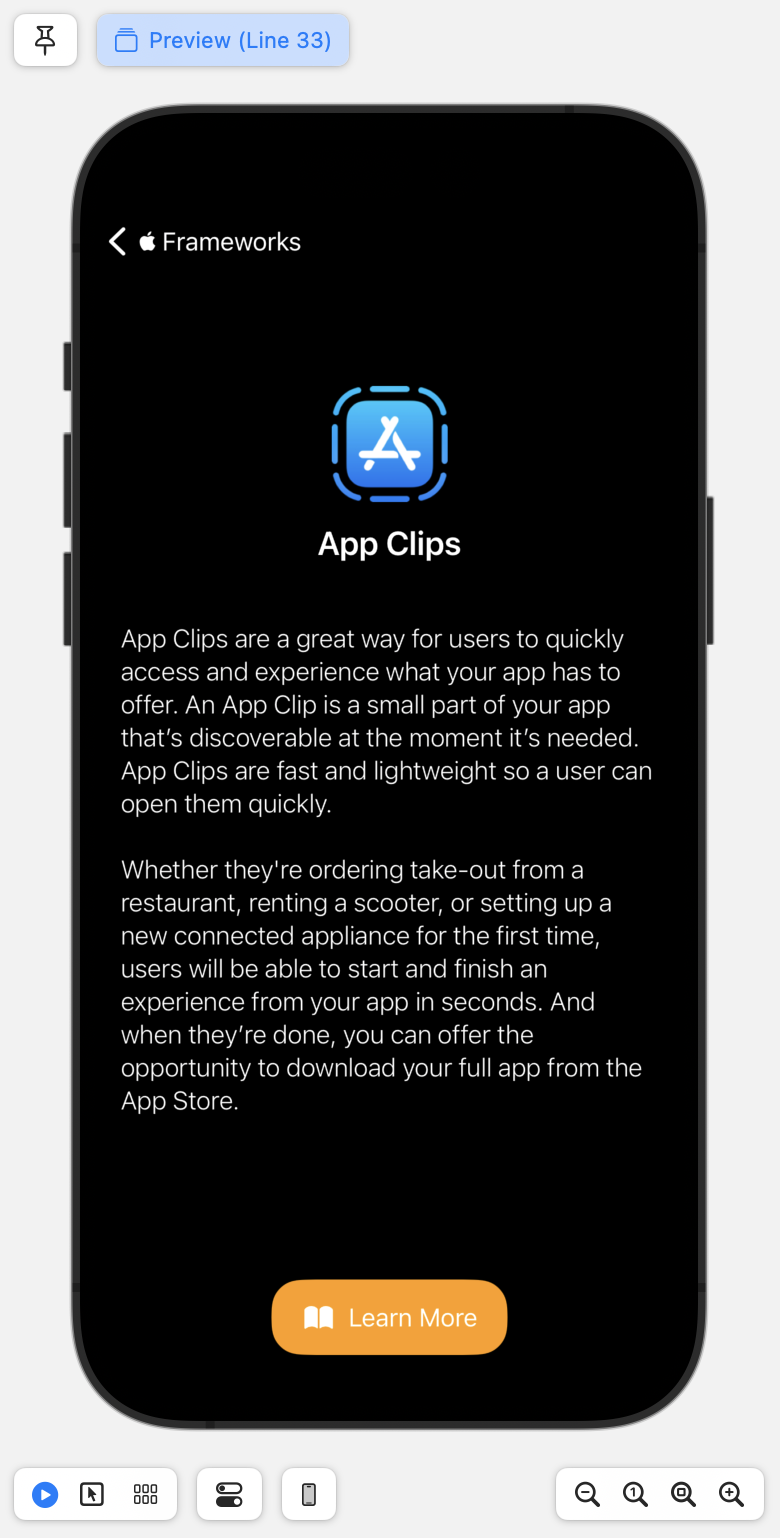 Preview (Line 33)
Frameworks
App Clips
App Clips are a great way for users to quickly
access and experience what your app has to
offer. An App Clip is a small part of your app
that’s discoverable at the moment it’s needed.
App Clips are fast and lightweight so a user can
open them quickly.
Whether they're ordering take-out from a
restaurant, renting a scooter, or setting up a
new connected appliance for the first time,
users will be able to start and finish an
experience from your app in seconds. And
when they’re done, you can offer the
opportunity to download your full app from the
App Store.
Learn More
1